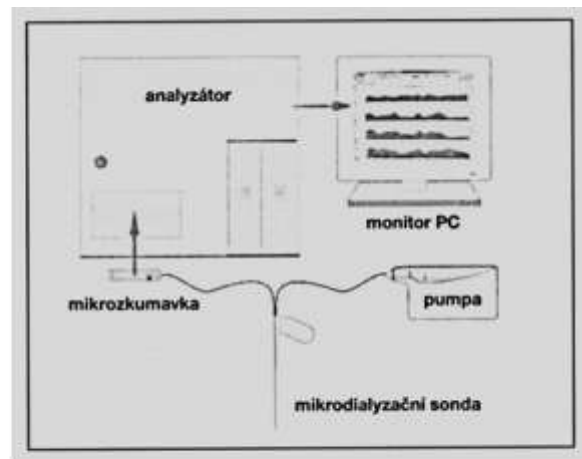 analyzátor
monitor PC
mikrozkumavka
pumpa
mikrodialyzační sonda